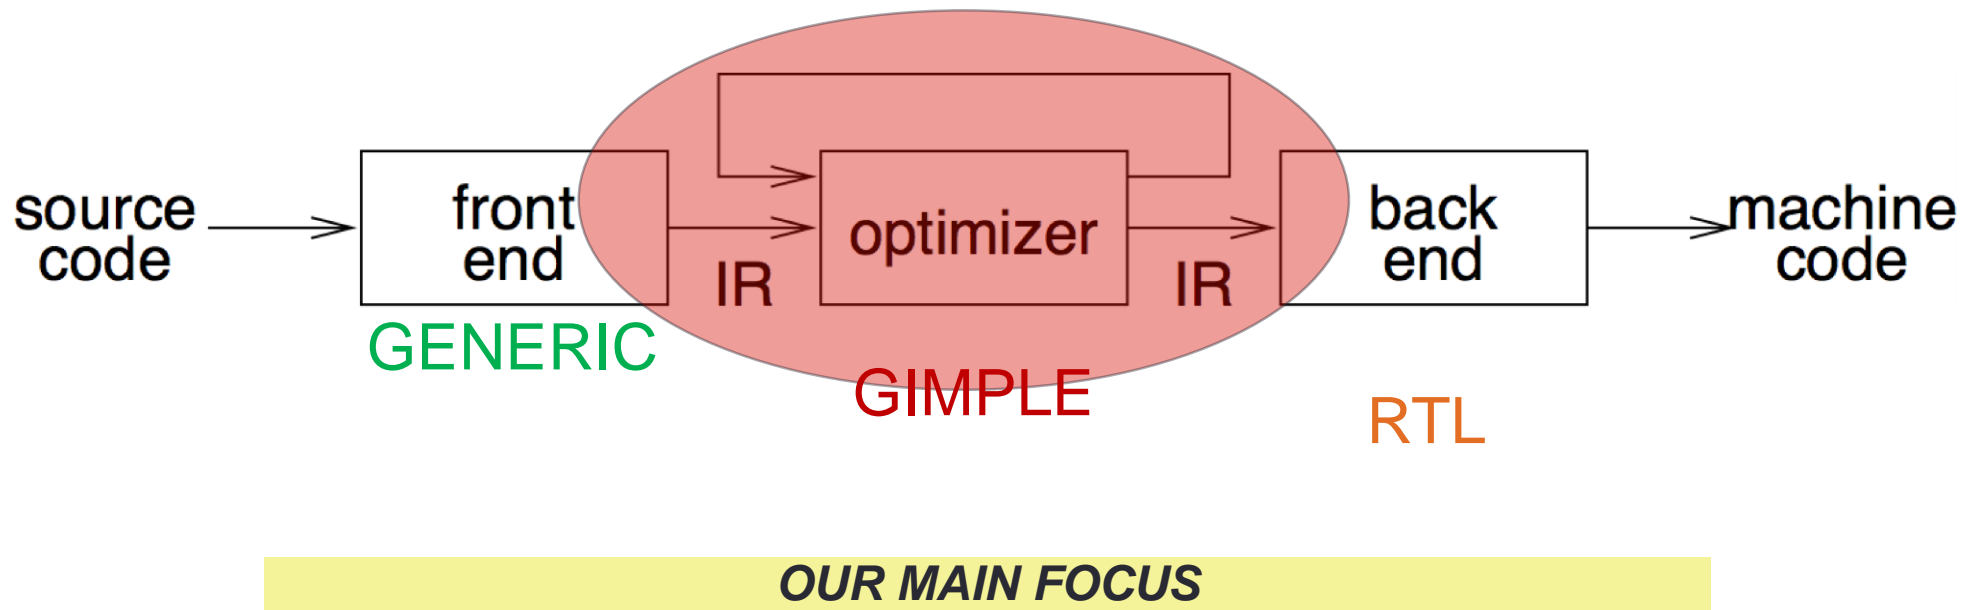 source
code
front
end
IR
optimizer
IR
back
end
machine
code
GENERIC
GIMPLE
RTL
OUR MAIN FOCUS